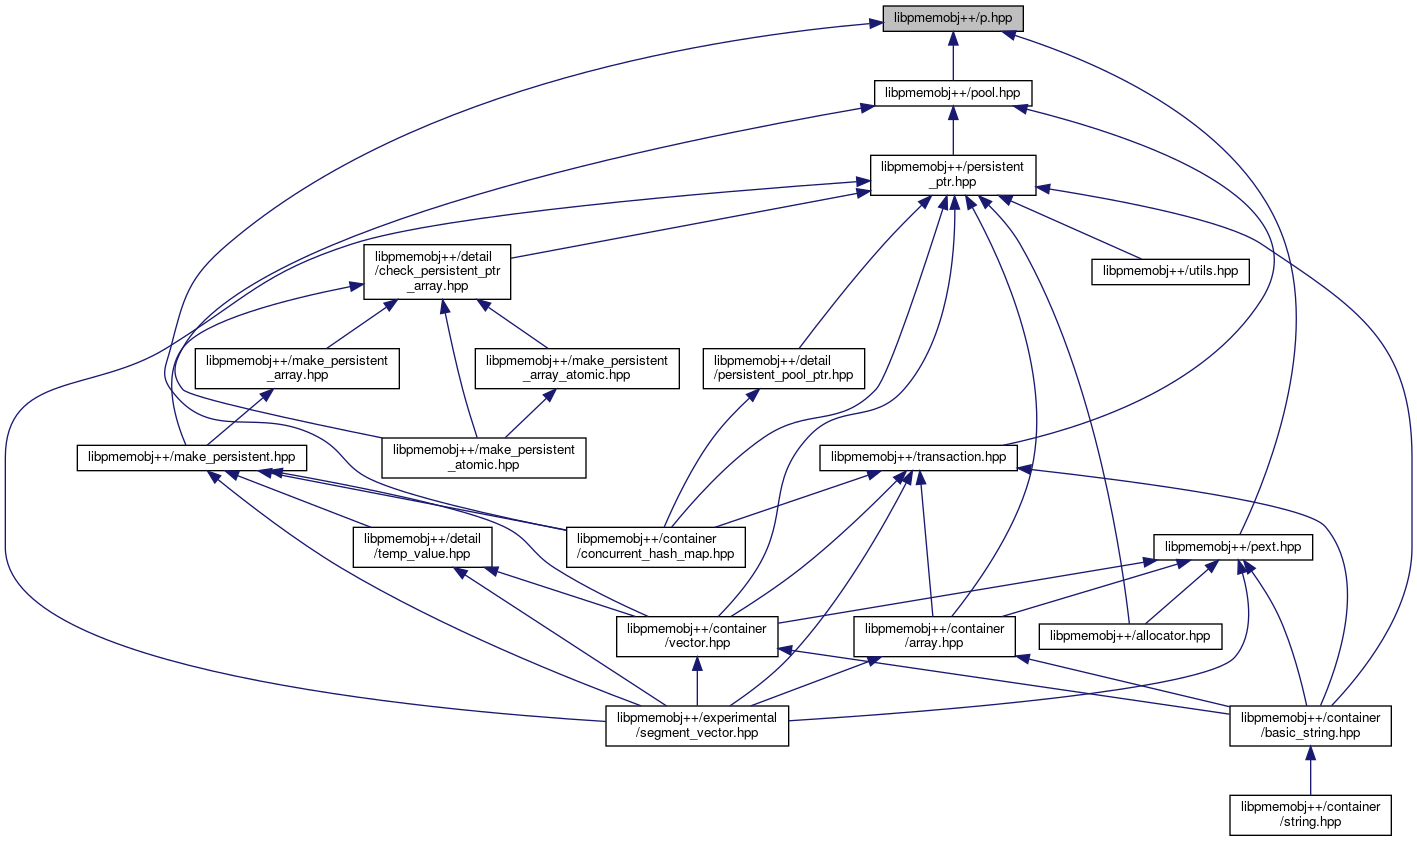 libpmemobj++/p.hpp
libpmemobj++/pool.hpp
libpmemobj++/persistent
_ptr.hpp
libpmemobj++/detail
/check_persistent_ptr
_array.hpp
libpmemobj++/utils.hpp
libpmemobj++/make_persistent
_array.hpp
libpmemobj++/make_persistent
_array_atomic.hpp
libpmemobj++/detail
/persistent_pool_ptr.hpp
libpmemobj++/make_persistent.hpp
libpmemobj++/make_persistent
_atomic.hpp
libpmemobj++/transaction.hpp
libpmemobj++/detail
/temp_value.hpp
libpmemobj++/container
/concurrent_hash_map.hpp
libpmemobj++/pext.hpp
libpmemobj++/container
/vector.hpp
libpmemobj++/container
/array.hpp
libpmemobj++/allocator.hpp
libpmemobj++/experimental
/segment_vector.hpp
libpmemobj++/container
/basic_string.hpp
libpmemobj++/container
/string.hpp